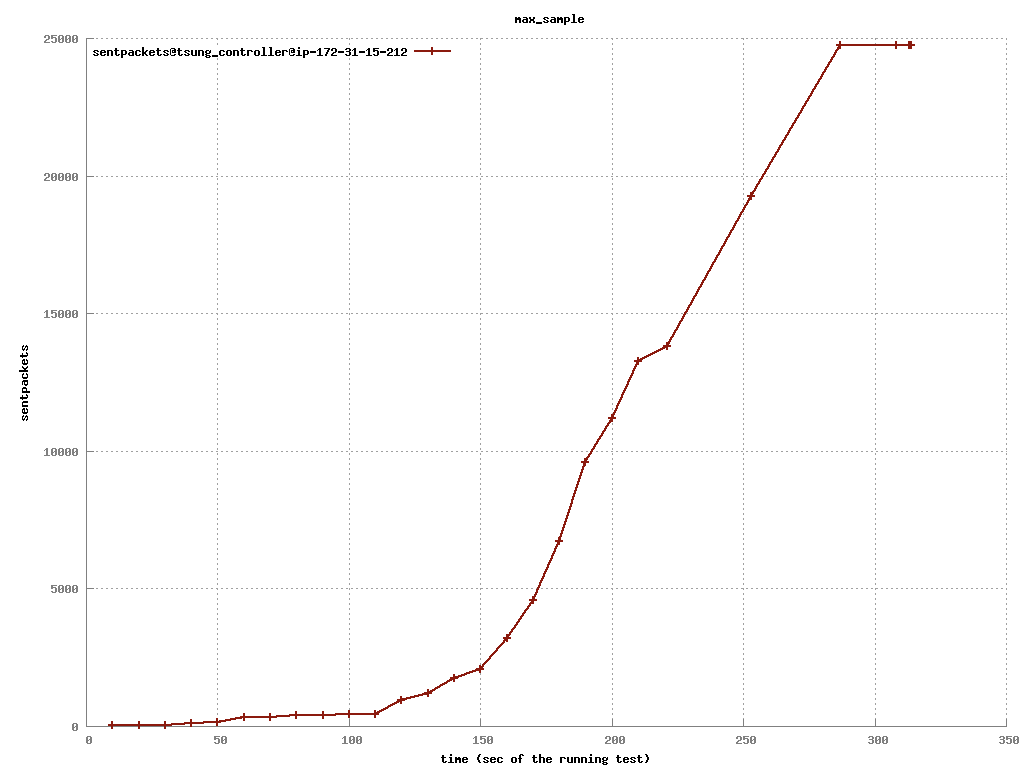 max_sample
sentpackets@tsung_controller@ip-172-31-15-212
25000
20000
15000
10000
5000
0
sentpackets
0 50 100 150 200 250 300 350
time (sec of the running test)